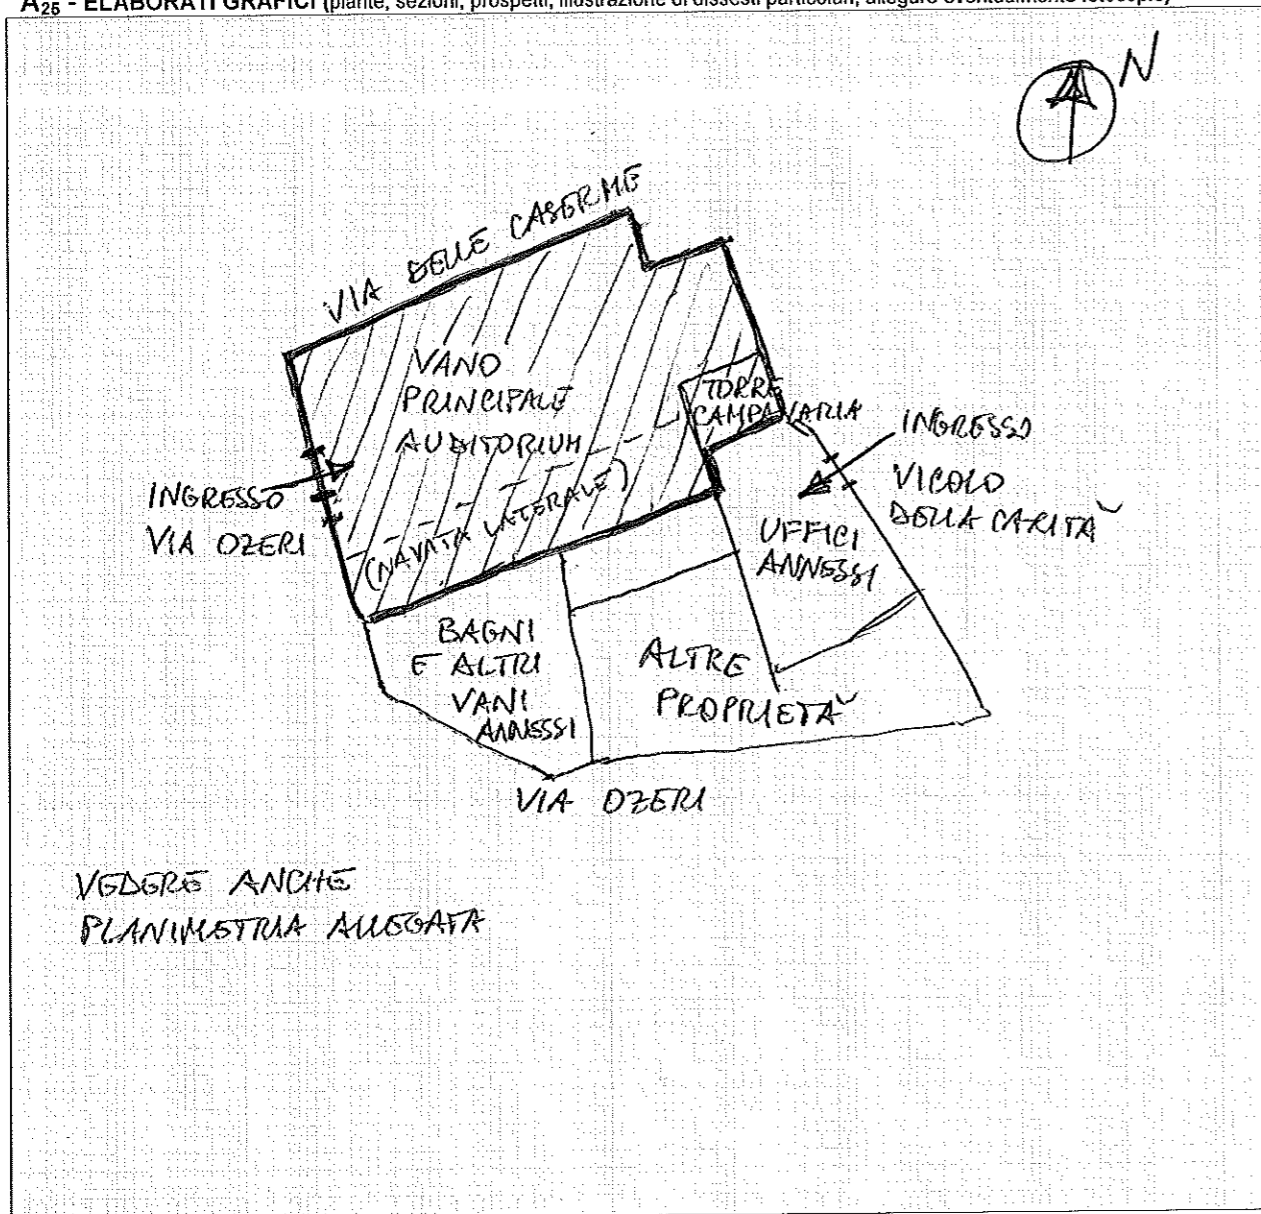 A25 - ELABORATI GRAFICI (piante, sezioni, prospetti, illustrazione di dissesti particolari, allegare eventualmente fotocopie)
N
VIA DELLE CASERME
VANO
PRINCIPALE
AUDITORIUM
(NAVATA LATERALE)
TORRE
CAMPANARIA
INGRESSO
VIA OZERI
INGRESSO
VICOLO
DELLA CARITÀ
UFFICI
ANNESSI
BAGNI
E ALTRI
VANI
ANNESSI
ALTRE
PROPRIETÀ
VIA OZERI
VEDERE ANCHE
PLANIMETRIA ALLEGATA